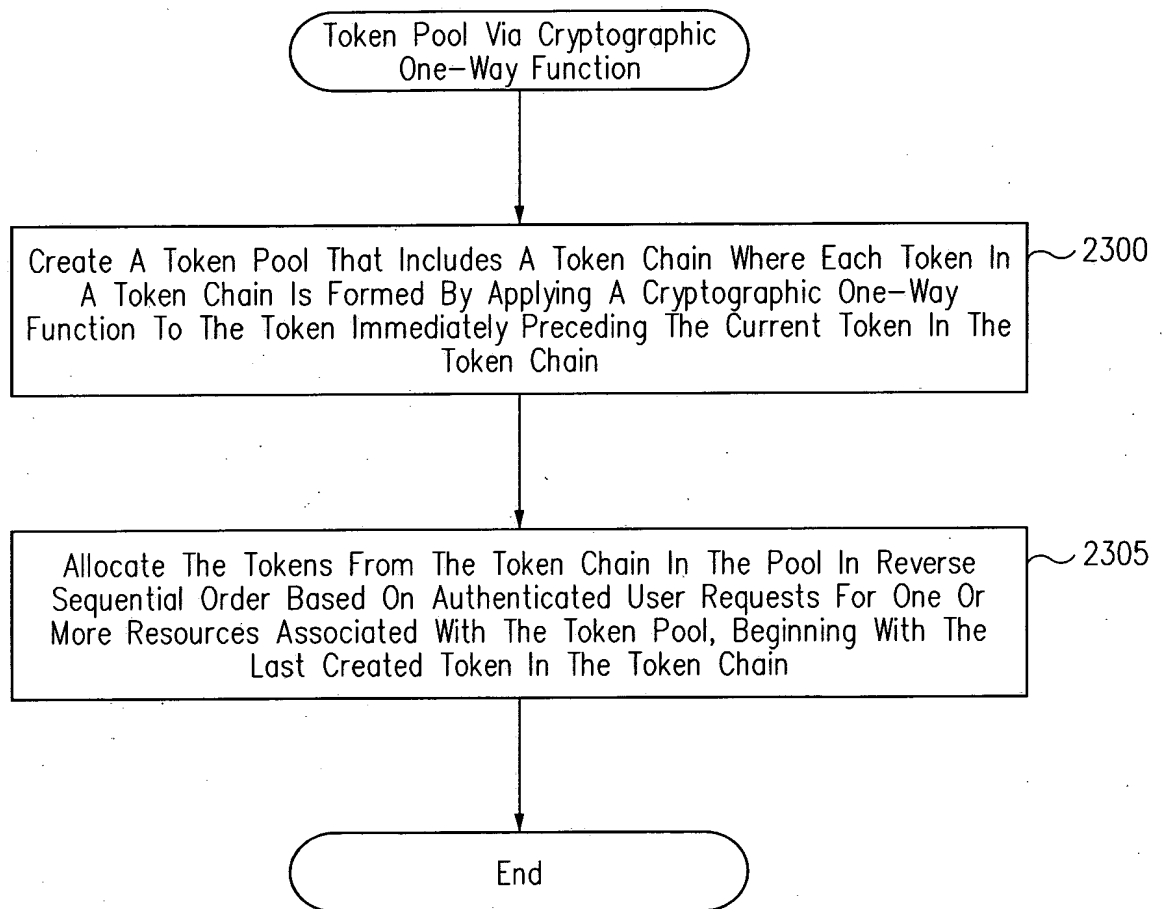 Token Pool Via Cryptographic
One-Way Function
Create A Token Pool That Includes A Token Chain Where Each Token In
A Token Chain Is Formed By Applying A Cryptographic One-Way
Function To The Token Immediately Preceding The Current Token In The
Token Chain
2300
Allocate The Tokens From The Token Chain In The Pool In Reverse
Sequential Order Based On Authenticated User Requests For One Or
More Resources Associated With The Token Pool, Beginning With The
Last Created Token In The Token Chain
2305
End